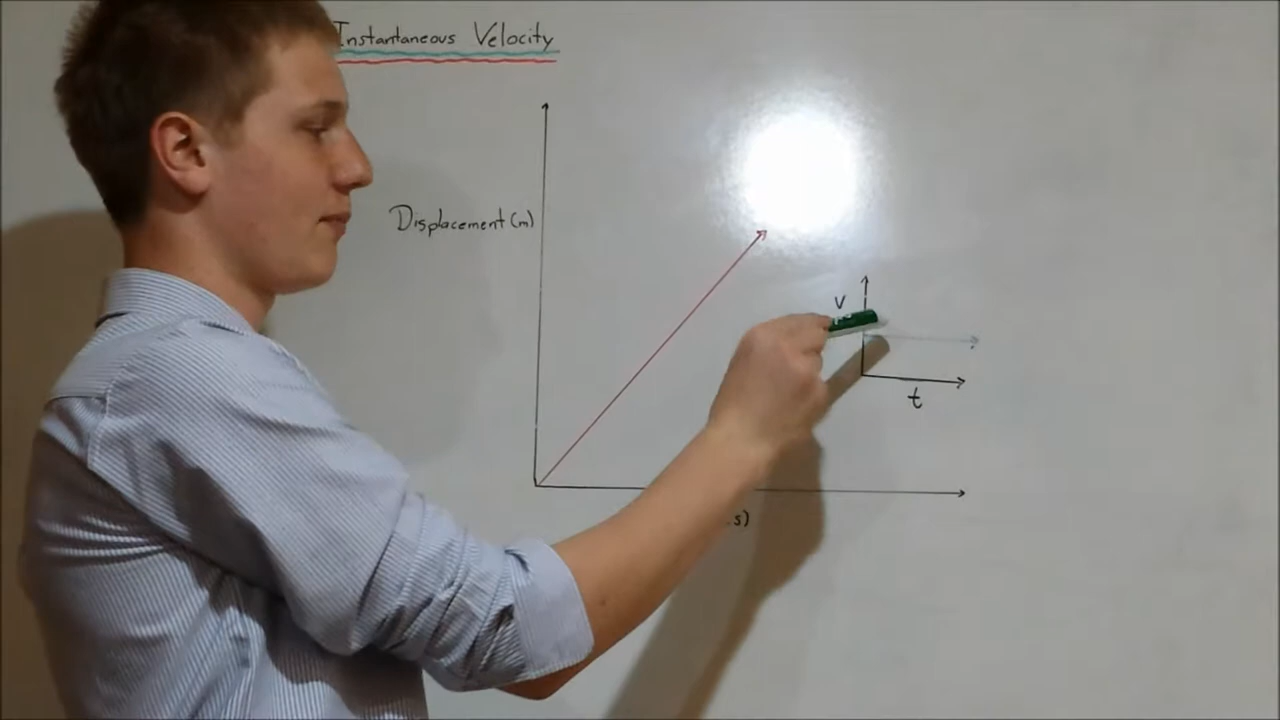 Instantaneous Velocity
Displacement (m)
V
t
s)